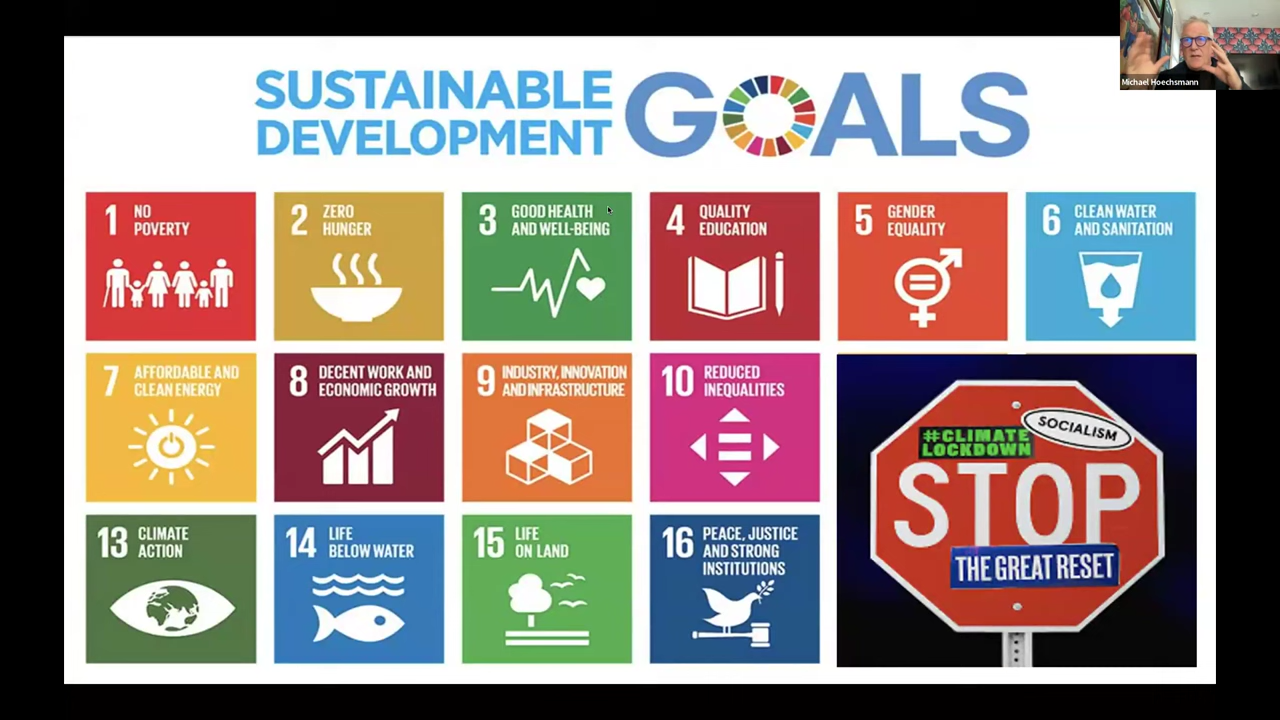 Michael Hoechsmann
SUSTAINABLE
DEVELOPMENT
GOALS
1 NO
POVERTY
2 ZERO
HUNGER
3 GOOD HEALTH
AND WELL-BEING
4 QUALITY
EDUCATION
5 GENDER
EQUALITY
6 CLEAN WATER
AND SANITATION
7 AFFORDABLE AND
CLEAN ENERGY
8 DECENT WORK AND
ECONOMIC GROWTH
9 INDUSTRY, INNOVATION
AND INFRASTRUCTURE
10 REDUCED
INEQUALITIES
SOCIALISM
#CLIMATE
LOCKDOWN
STOP
THE GREAT RESET
13 CLIMATE
ACTION
14 LIFE
BELOW WATER
15 LIFE
ON LAND
16 PEACE, JUSTICE
AND STRONG
INSTITUTIONS